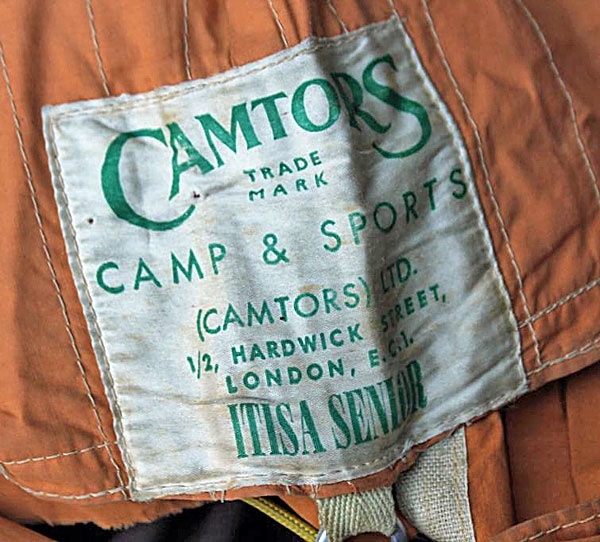 CAMTORS
TRADE
MARK
CAMP & SPORTS
(CAMTORS) LTD.
1/2, HARDWICK STREET,
LONDON, E.C.1.
ITISA SENIOR